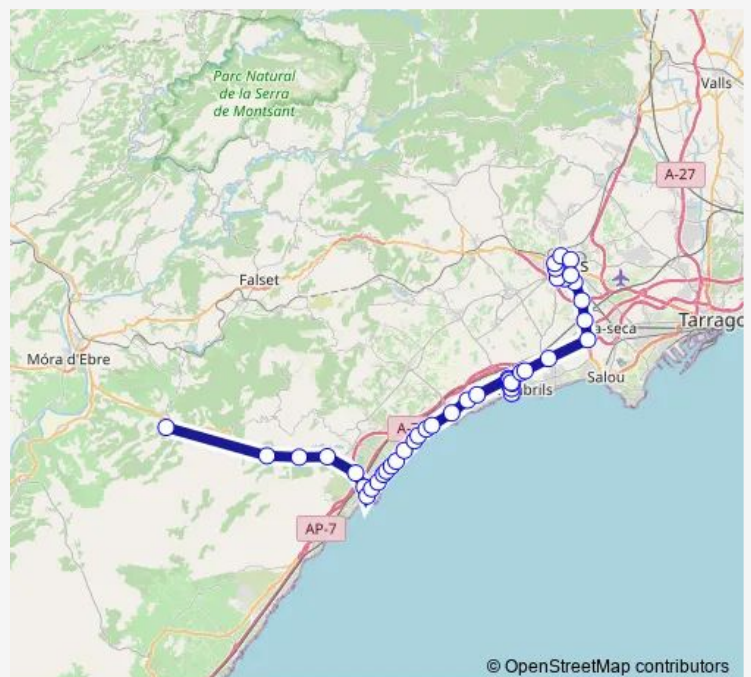 Parc Natural
de la Serra
de Montsant
Valls
A-27
Falset
Tarrago
a-seca
Móra d'Ebre
Salou
brils
AP-7
© OpenStreetMap contributors